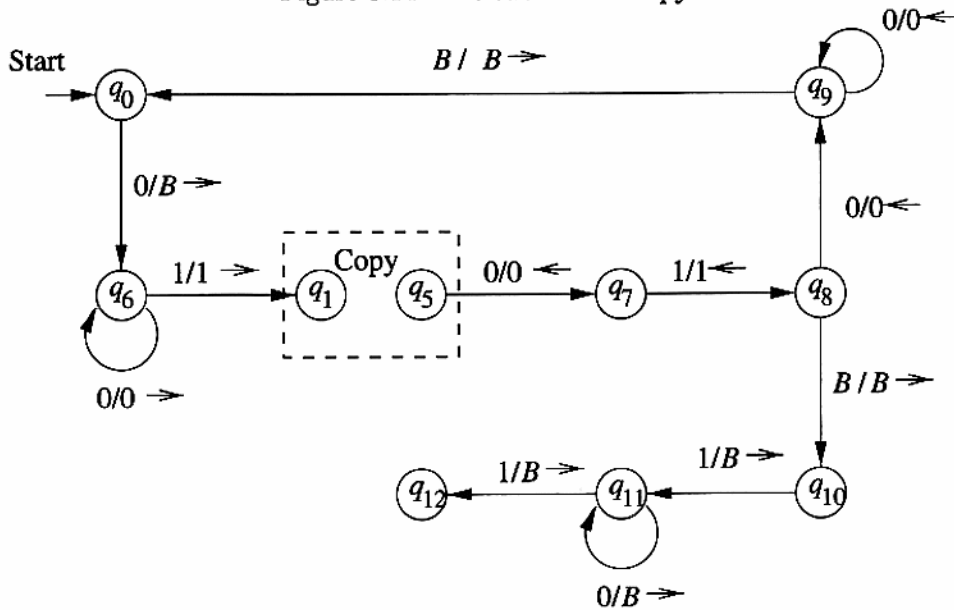 Start
B / B →
0/0 ←
q0
q9
0/B →
0/0 ←
1/1 →
Copy
0/0 ←
1/1 ←
q6
q1
q5
q7
q8
0/0 →
B / B →
1/B →
1/B →
q12
q11
q10
0/B →